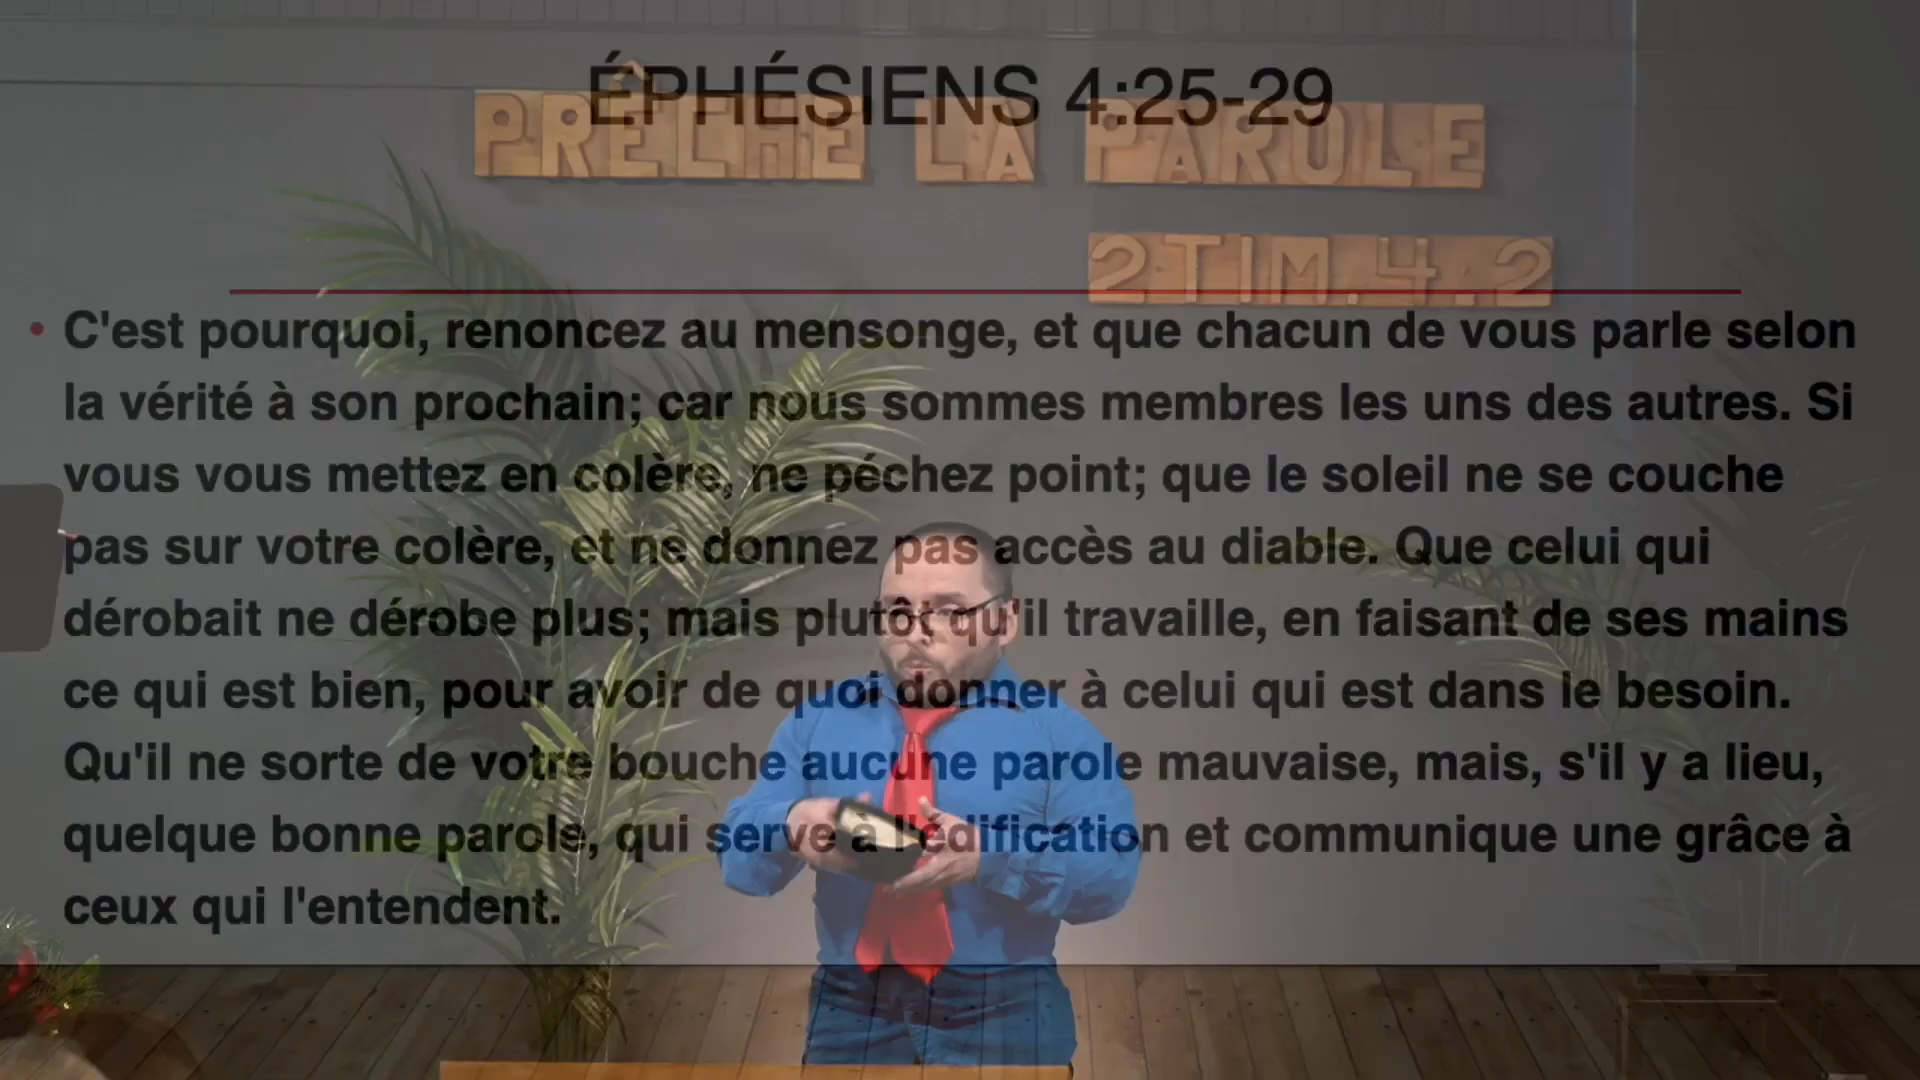 ÉPHÉSIENS 4:25-29
PRÊCHE LA PAROLE
2 TIM. 4.2
• C'est pourquoi, renoncez au mensonge, et que chacun de vous parle selon
la vérité à son prochain; car nous sommes membres les uns des autres. Si
vous vous mettez en colère, ne péchez point; que le soleil ne se couche
pas sur votre colère, et ne donnez pas accès au diable. Que celui qui
dérobait ne dérobe plus; mais plutôt qu'il travaille, en faisant de ses mains
ce qui est bien, pour avoir de quoi donner à celui qui est dans le besoin.
Qu'il ne sorte de votre bouche aucune parole mauvaise, mais, s'il y a lieu,
quelque bonne parole, qui serve à l'édification et communique une grâce à
ceux qui l'entendent.